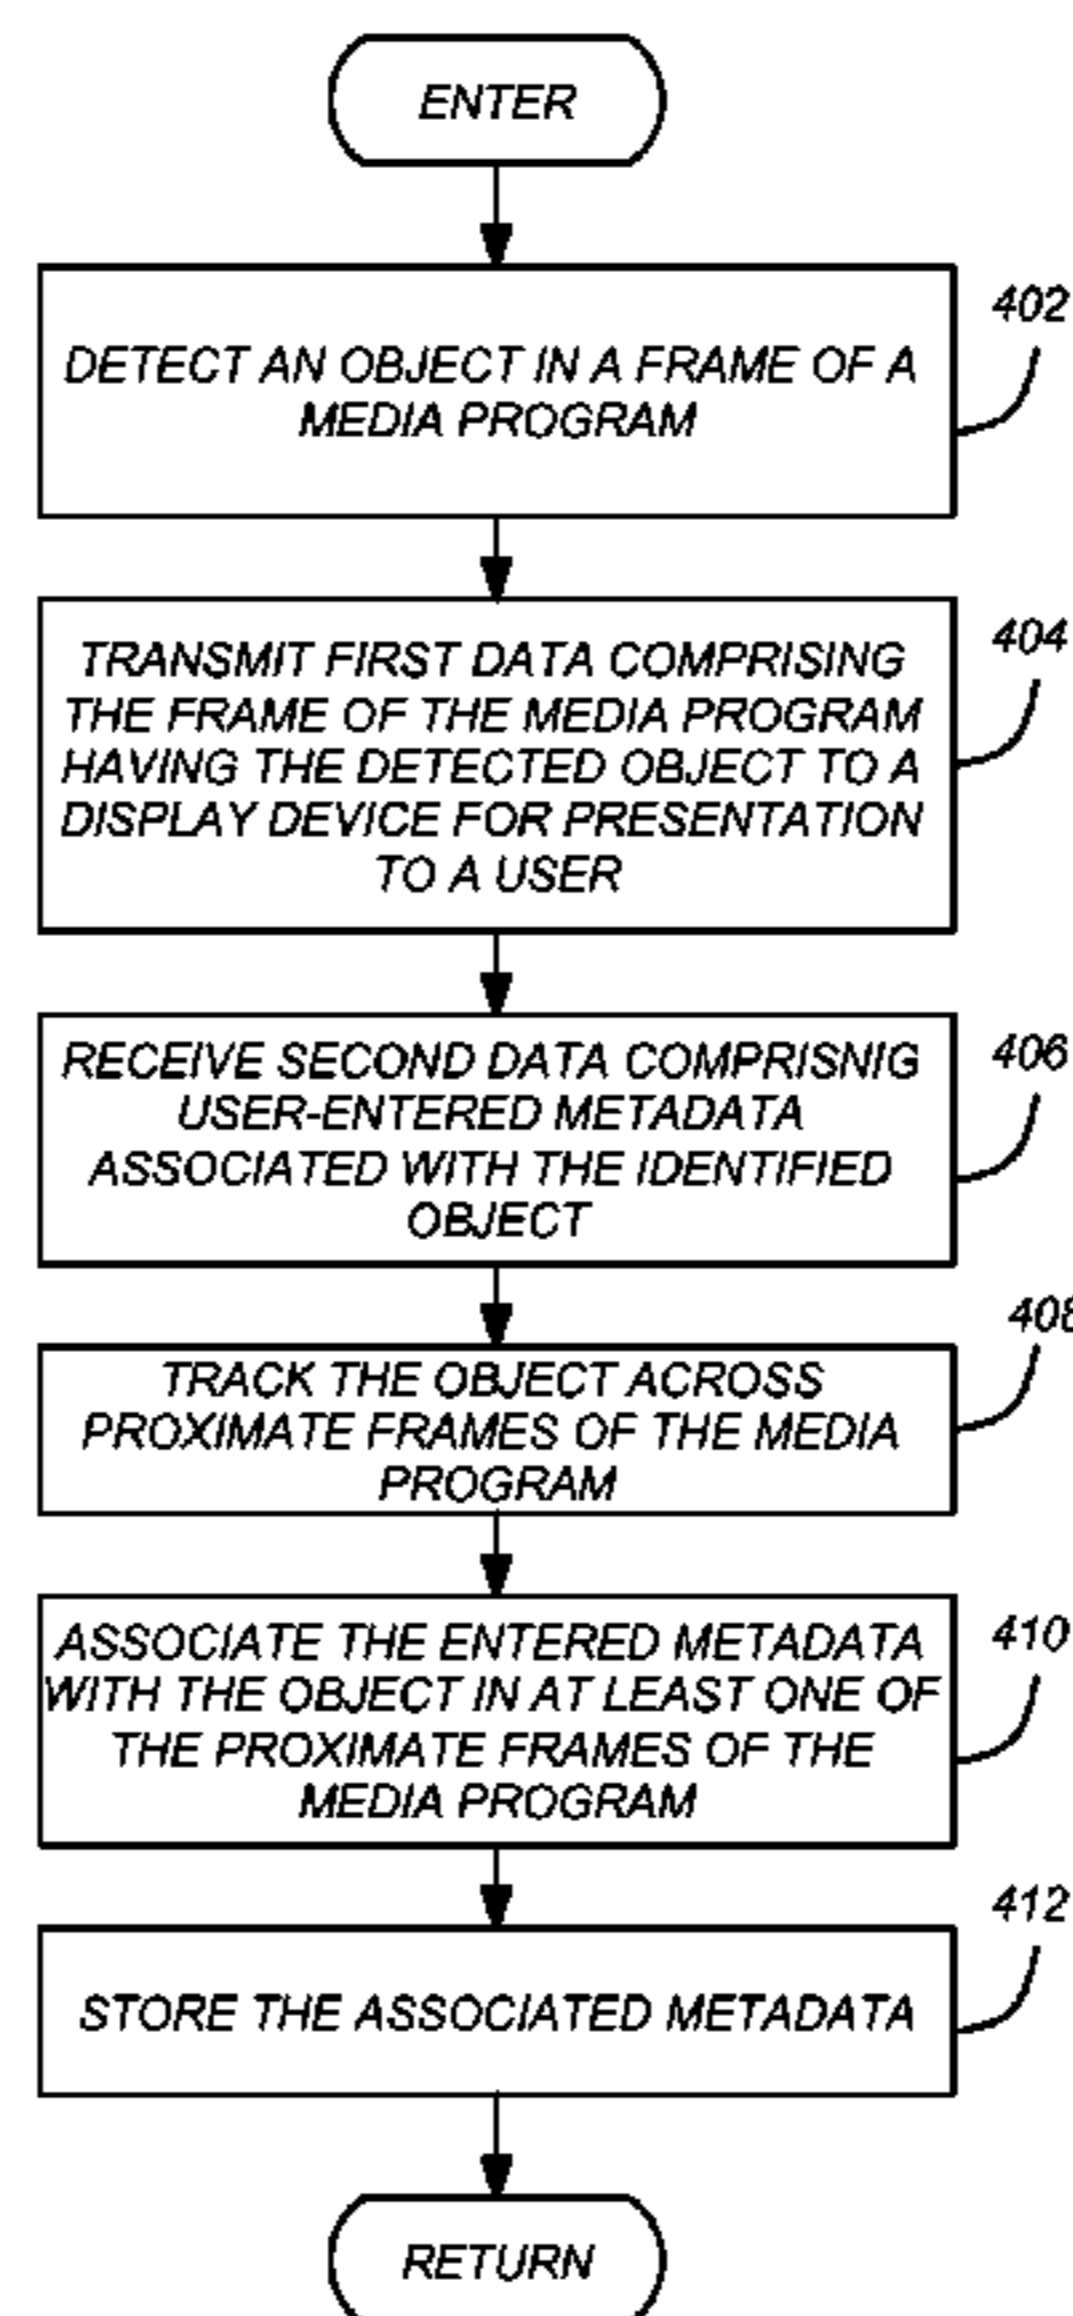 ENTER
402
DETECT AN OBJECT IN A FRAME OF A
MEDIA PROGRAM
404
TRANSMIT FIRST DATA COMPRISING
THE FRAME OF THE MEDIA PROGRAM
HAVING THE DETECTED OBJECT TO A
DISPLAY DEVICE FOR PRESENTATION
TO A USER
406
RECEIVE SECOND DATA COMPRISNIG
USER-ENTERED METADATA
ASSOCIATED WITH THE IDENTIFIED
OBJECT
408
TRACK THE OBJECT ACROSS
PROXIMATE FRAMES OF THE MEDIA
PROGRAM
410
ASSOCIATE THE ENTERED METADATA
WITH THE OBJECT IN AT LEAST ONE OF
THE PROXIMATE FRAMES OF THE
MEDIA PROGRAM
412
STORE THE ASSOCIATED METADATA
RETURN